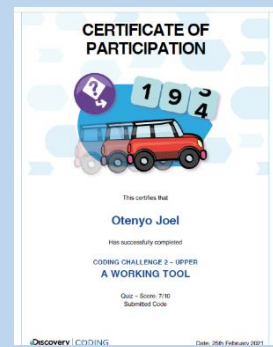 CERTIFICATE OF
PARTICIPATION
?
1 9
4
This certifies that
Otenyo Joel
Has successfully completed
CODING CHALLENGE 2 – UPPER
A WORKING TOOL
Quiz – Score: 7/10
Submitted Code
Discovery | CODING
Date: 25th February 2021